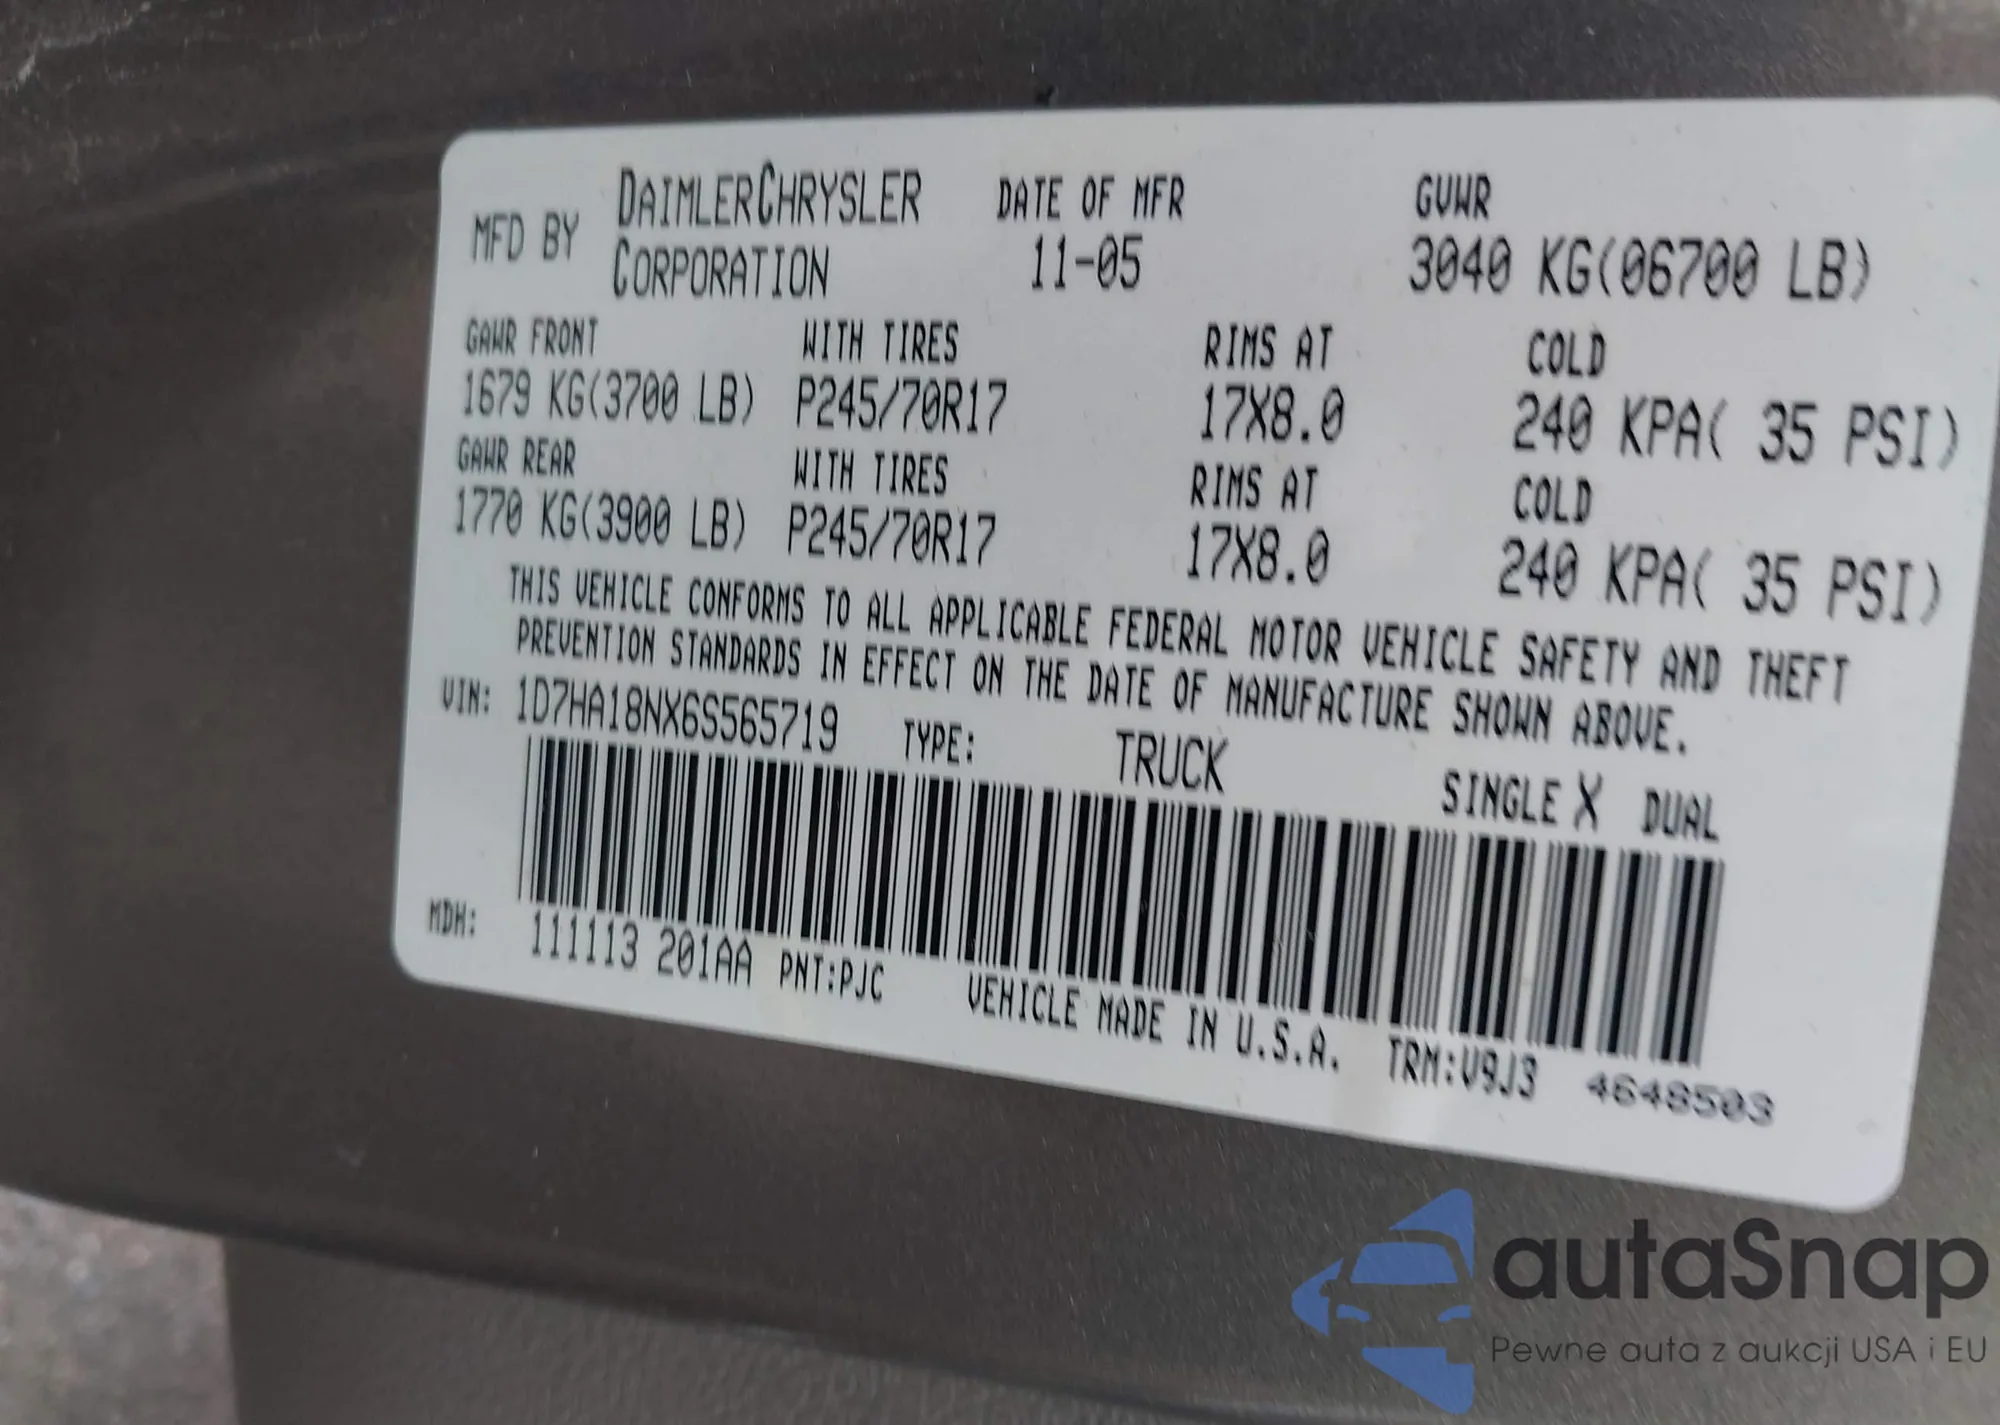 MFD BY DAIMLERCHRYSLER CORPORATION DATE OF MFR 11-05 GVWR 3040 KG(06700 LB)
GAWR FRONT WITH TIRES RIMS AT COLD
1679 KG(3700 LB) P245/70R17 17X8.0 240 KPA( 35 PSI)
GAWR REAR WITH TIRES RIMS AT COLD
1770 KG(3900 LB) P245/70R17 17X8.0 240 KPA( 35 PSI)
THIS VEHICLE CONFORMS TO ALL APPLICABLE FEDERAL MOTOR VEHICLE SAFETY AND THEFT
PREVENTION STANDARDS IN EFFECT ON THE DATE OF MANUFACTURE SHOWN ABOVE.
VIN: 1D7HA18NX6S565719 TYPE: TRUCK SINGLE X DUAL
MDH: 111113 201AA PNT:PJC VEHICLE MADE IN U.S.A. TRM:V9J3 4648503
autaSnap
Pewne auta z aukcji USA i EU